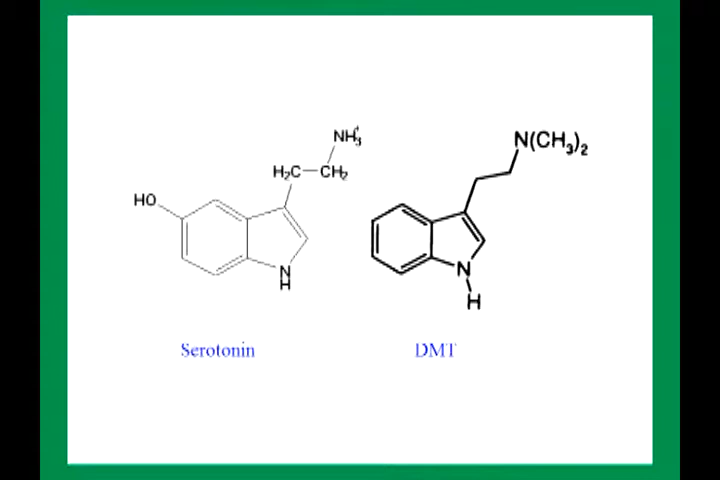 NH₃⁺
H₂C—CH₂
HO
N
H
Serotonin
N(CH₃)₂
N
H
DMT